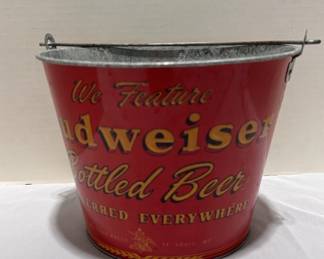 We Feature
udweiser
Bottled Beer
ERRED EVERYWHERE